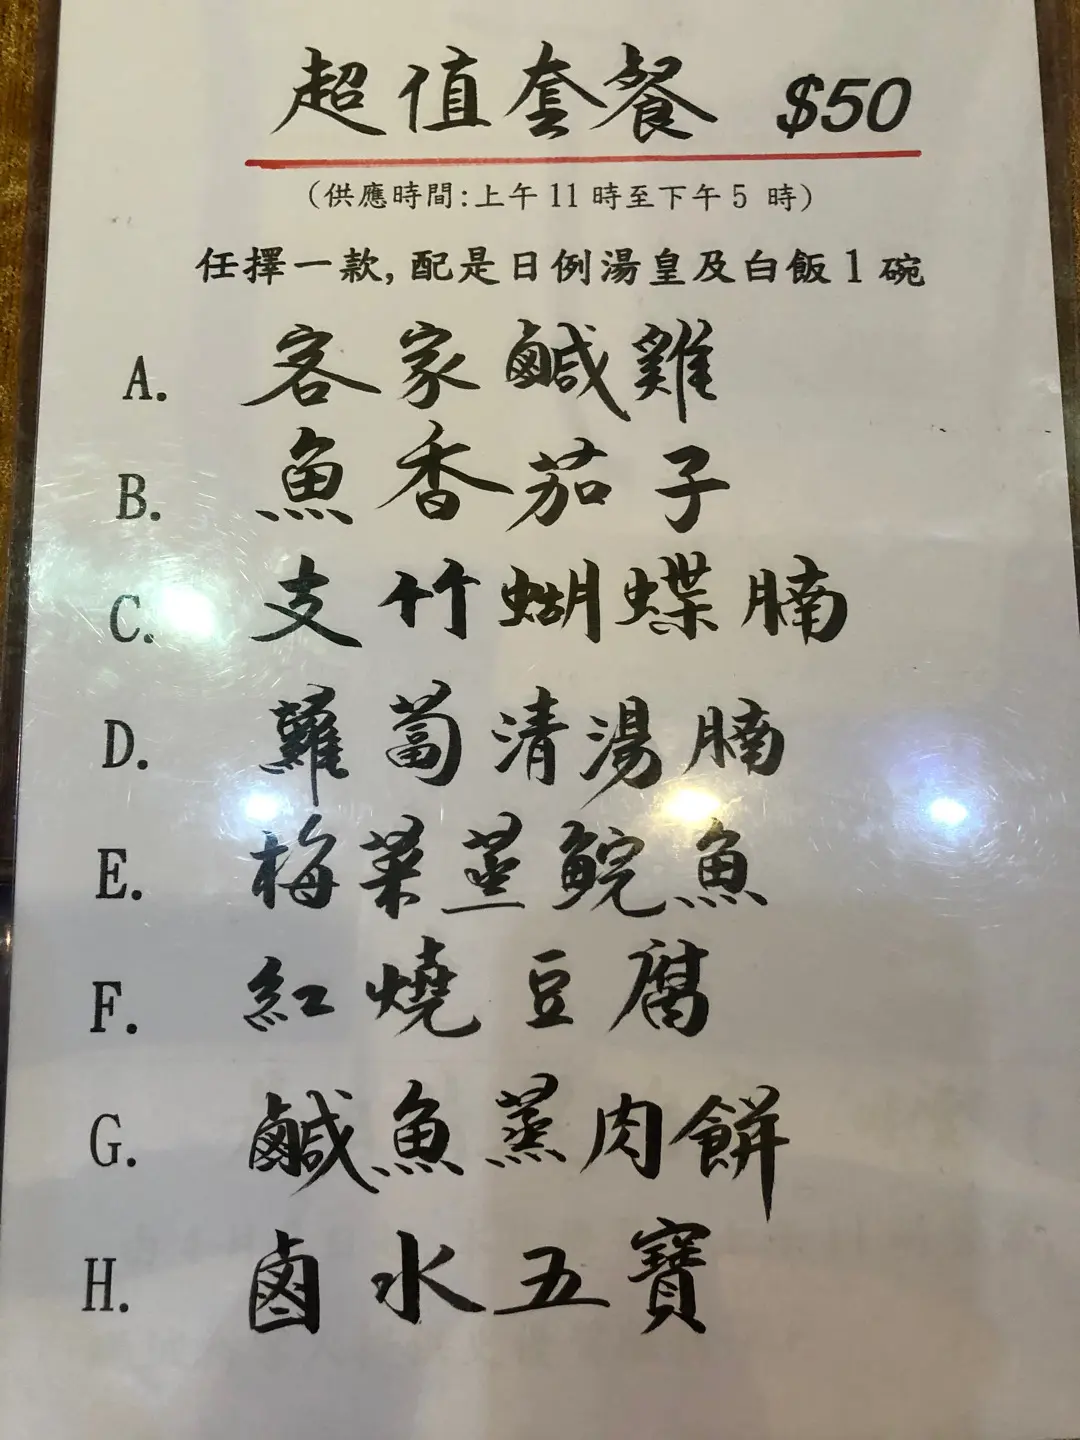 超值套餐 $50
(供應時間:上午11時至下午5 時)
任擇一款,配是日例湯皇及白飯1碗
A. 客家鹹雞
B. 魚香茄子
C. 支竹蝴蝶腩
D. 蘿蔔清湯腩
E. 梅菜蒸鯇魚
F. 紅燒豆腐
G. 鹹魚蒸肉餅
H. 鹵水五寶